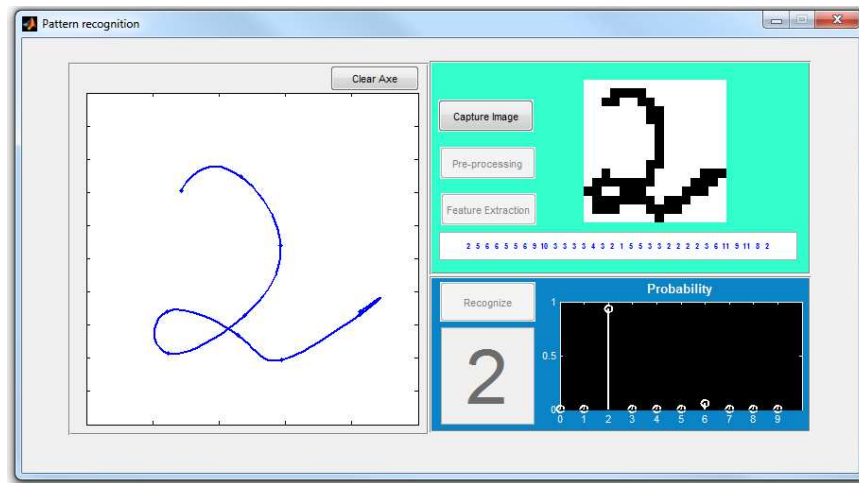 Pattern recognition
Clear Axe
Capture Image
Pre-processing
Feature Extraction
2 5 6 6 5 5 6 9 10 3 3 3 3 4 3 2 1 5 5 3 3 2 2 2 2 3 6 11 9 11 8 2
Recognize
2
Probability
1
0.5
0
0 1 2 3 4 5 6 7 8 9